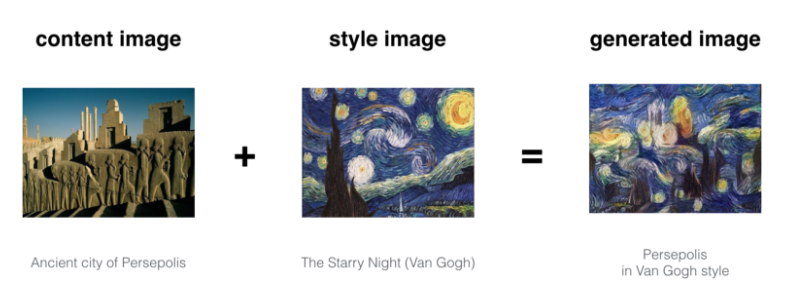 content image
style image
generated image
+
=
Ancient city of Persepolis
The Starry Night (Van Gogh)
Persepolis
in Van Gogh style